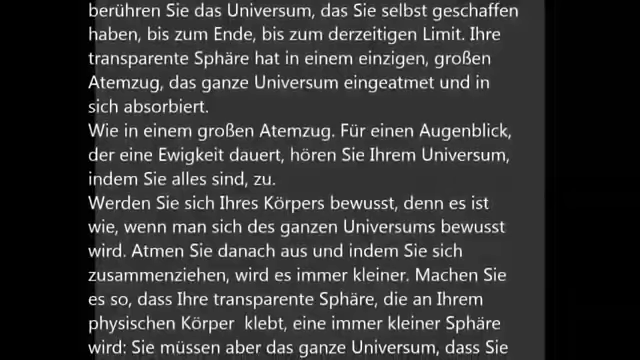 berühren Sie das Universum, das Sie selbst geschaffen
haben, bis zum Ende, bis zum derzeitigen Limit. Ihre
transparente Sphäre hat in einem einzigen, großen
Atemzug, das ganze Universum eingeatmet und in
sich absorbiert.
Wie in einem großen Atemzug. Für einen Augenblick,
der eine Ewigkeit dauert, hören Sie Ihrem Universum,
indem Sie alles sind, zu.
Werden Sie sich Ihres Körpers bewusst, denn es ist
wie, wenn man sich des ganzen Universums bewusst
wird. Atmen Sie danach aus und indem Sie sich
zusammenziehen, wird es immer kleiner. Machen Sie
es so, dass Ihre transparente Sphäre, die an Ihrem
physischen Körper klebt, eine immer kleiner Sphäre
wird: Sie müssen aber das ganze Universum, dass Sie